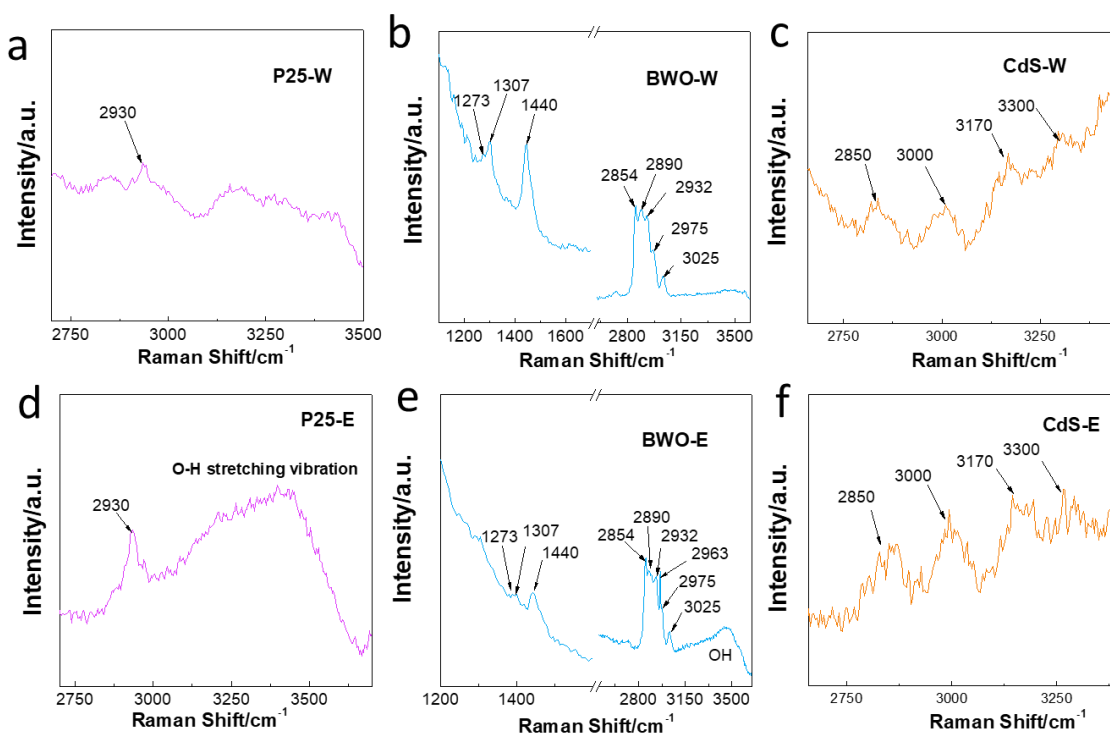 a
P25-W
2930
Intensity/a.u.
2750 3000 3250 3500
Raman Shift/cm-1
b
BWO-W
1273
1307
1440
2854
2890
2932
2975
3025
Intensity/a.u.
1200 1400 1600 2800 3150 3500
Raman Shift/cm-1
c
CdS-W
2850
3000
3170
3300
Intensity/a.u.
2750 3000 3250
Raman Shift/cm-1
d
P25-E
O-H stretching vibration
2930
Intensity/a.u.
2750 3000 3250 3500
Raman Shift/cm-1
e
BWO-E
1273
1307
1440
2854
2890
2932
2963
2975
3025
OH
Intensity/a.u.
1200 1400 2800 3150 3500
Raman Shift/cm-1
f
CdS-E
2850
3000
3170
3300
Intensity/a.u.
2750 3000 3250
Raman Shift/cm-1